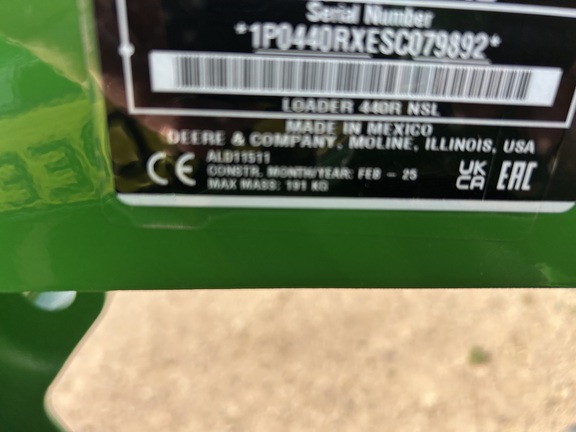 Serial Number
*1P0440RXESC079892*
LOADER 440R NSL
MADE IN MEXICO
DEERE & COMPANY, MOLINE, ILLINOIS, USA
CE ALD11511
CONSTR. MONTH/YEAR: FEB - 25
MAX MASS: 191 KG
UK
CA
EAC